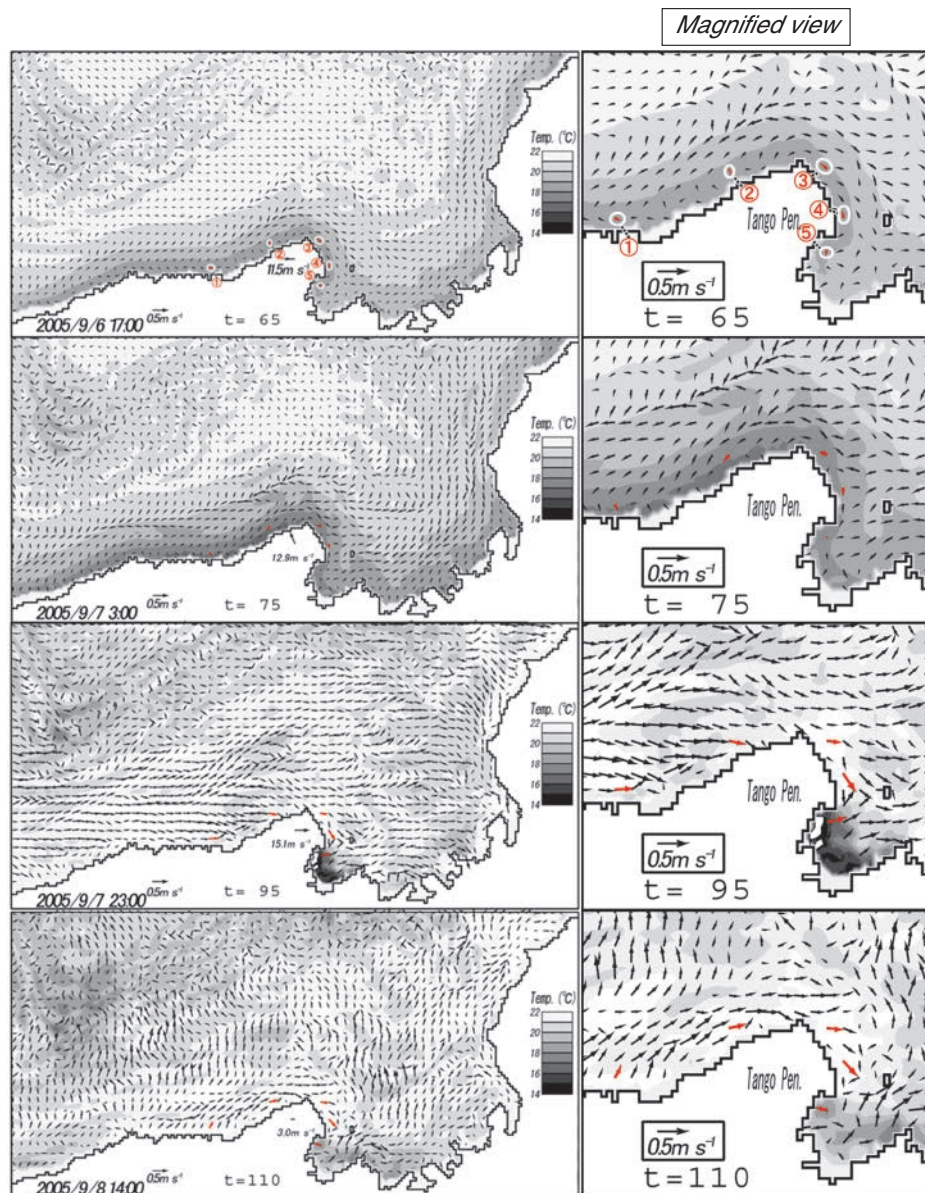 Magnified view
Temp. (°C)
22
20
18
16
14
①
②
③
④
⑤
D
11.5m s⁻¹
0.5m s⁻¹
2005/9/6 17:00
t= 65
①
②
③
④
⑤
Tango Pen.
D
0.5m s⁻¹
t= 65
Temp. (°C)
22
20
18
16
14
D
12.9m s⁻¹
0.5m s⁻¹
2005/9/7 3:00
t= 75
Tango Pen.
D
0.5m s⁻¹
t= 75
Temp. (°C)
22
20
18
16
14
D
15.1m s⁻¹
0.5m s⁻¹
2005/9/7 23:00
t= 95
Tango Pen.
D
0.5m s⁻¹
t= 95
Temp. (°C)
22
20
18
16
14
3.0m s⁻¹
0.5m s⁻¹
2005/9/8 14:00
t=110
Tango Pen.
D
0.5m s⁻¹
t=110